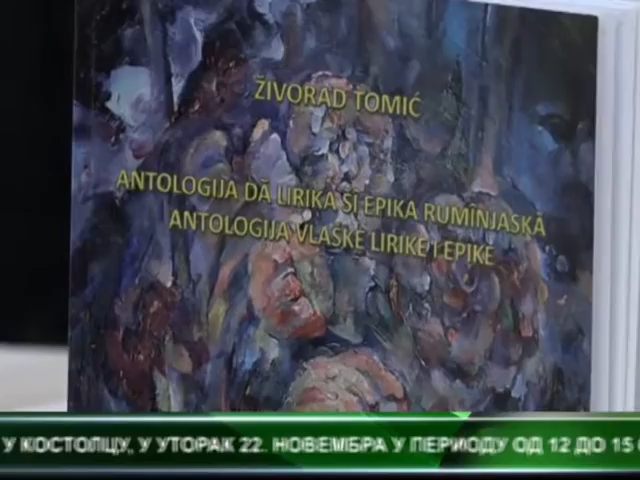 ŽIVORAD TOMIĆ
ANTOLOGIJA DĂ LIRIKA ŠÎ EPIKA RUMÎNJASKĂ
ANTOLOGIJA VLAŠKE LIRIKE I EPIKE
У КОСТОЛЦУ, У УТОРАК 22. НОВЕМБРА У ПЕРИОДУ ОД 12 ДО 15